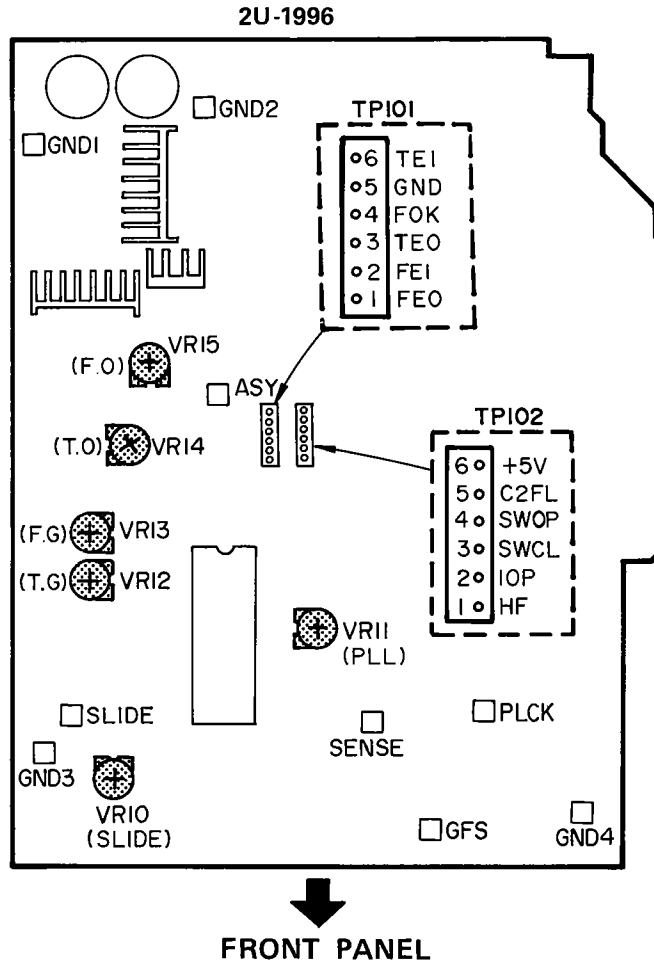 2U-1996
GND2
GND1
TP101
6 TE1
5 GND
4 FOK
3 TEO
2 FE1
1 FEO
VR15
(F.O)
ASY
(T.O) VR14
TP102
6 +5V
5 C2FL
4 SWOP
3 SWCL
2 IOP
1 HF
(F.G) VR13
(T.G) VR12
VR11
(PLL)
SLIDE
PLCK
SENSE
GND3
VR10
(SLIDE)
GFS
GND4
FRONT PANEL